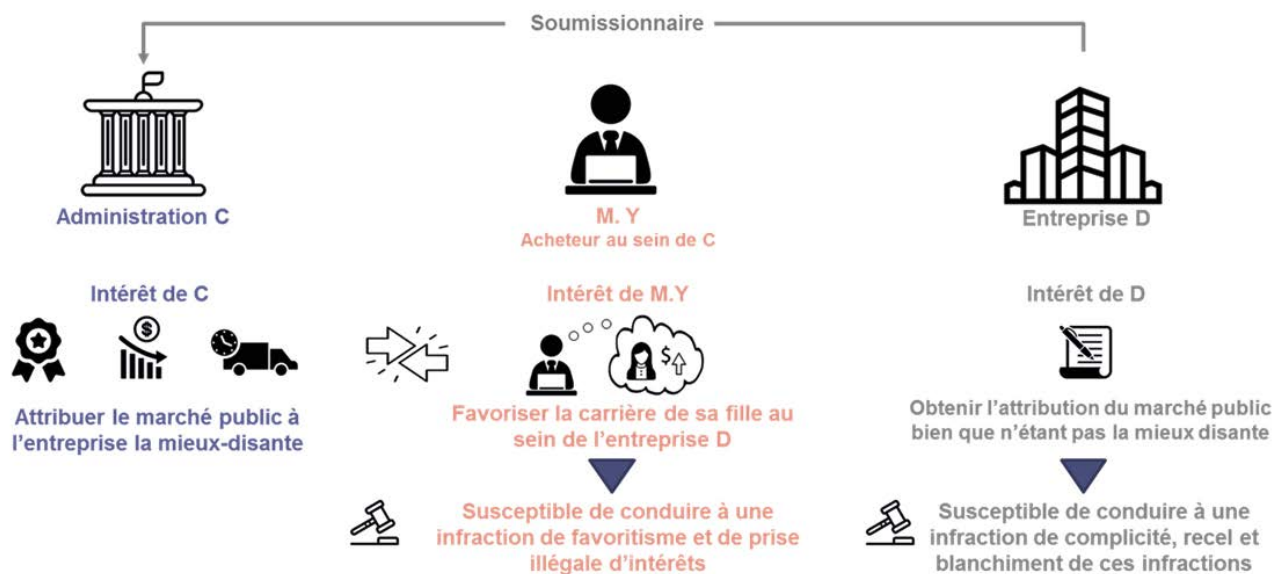 Soumissionnaire
Administration C
M. Y
Acheteur au sein de C
Entreprise D
Intérêt de C
$
Attribuer le marché public à
l'entreprise la mieux-disante
Intérêt de M.Y
$
Favoriser la carrière de sa fille au
sein de l'entreprise D
Susceptible de conduire à une
infraction de favoritisme et de prise
illégale d'intérêts
Intérêt de D
Obtenir l'attribution du marché public
bien que n'étant pas la mieux disante
Susceptible de conduire à une
infraction de complicité, recel et
blanchiment de ces infractions